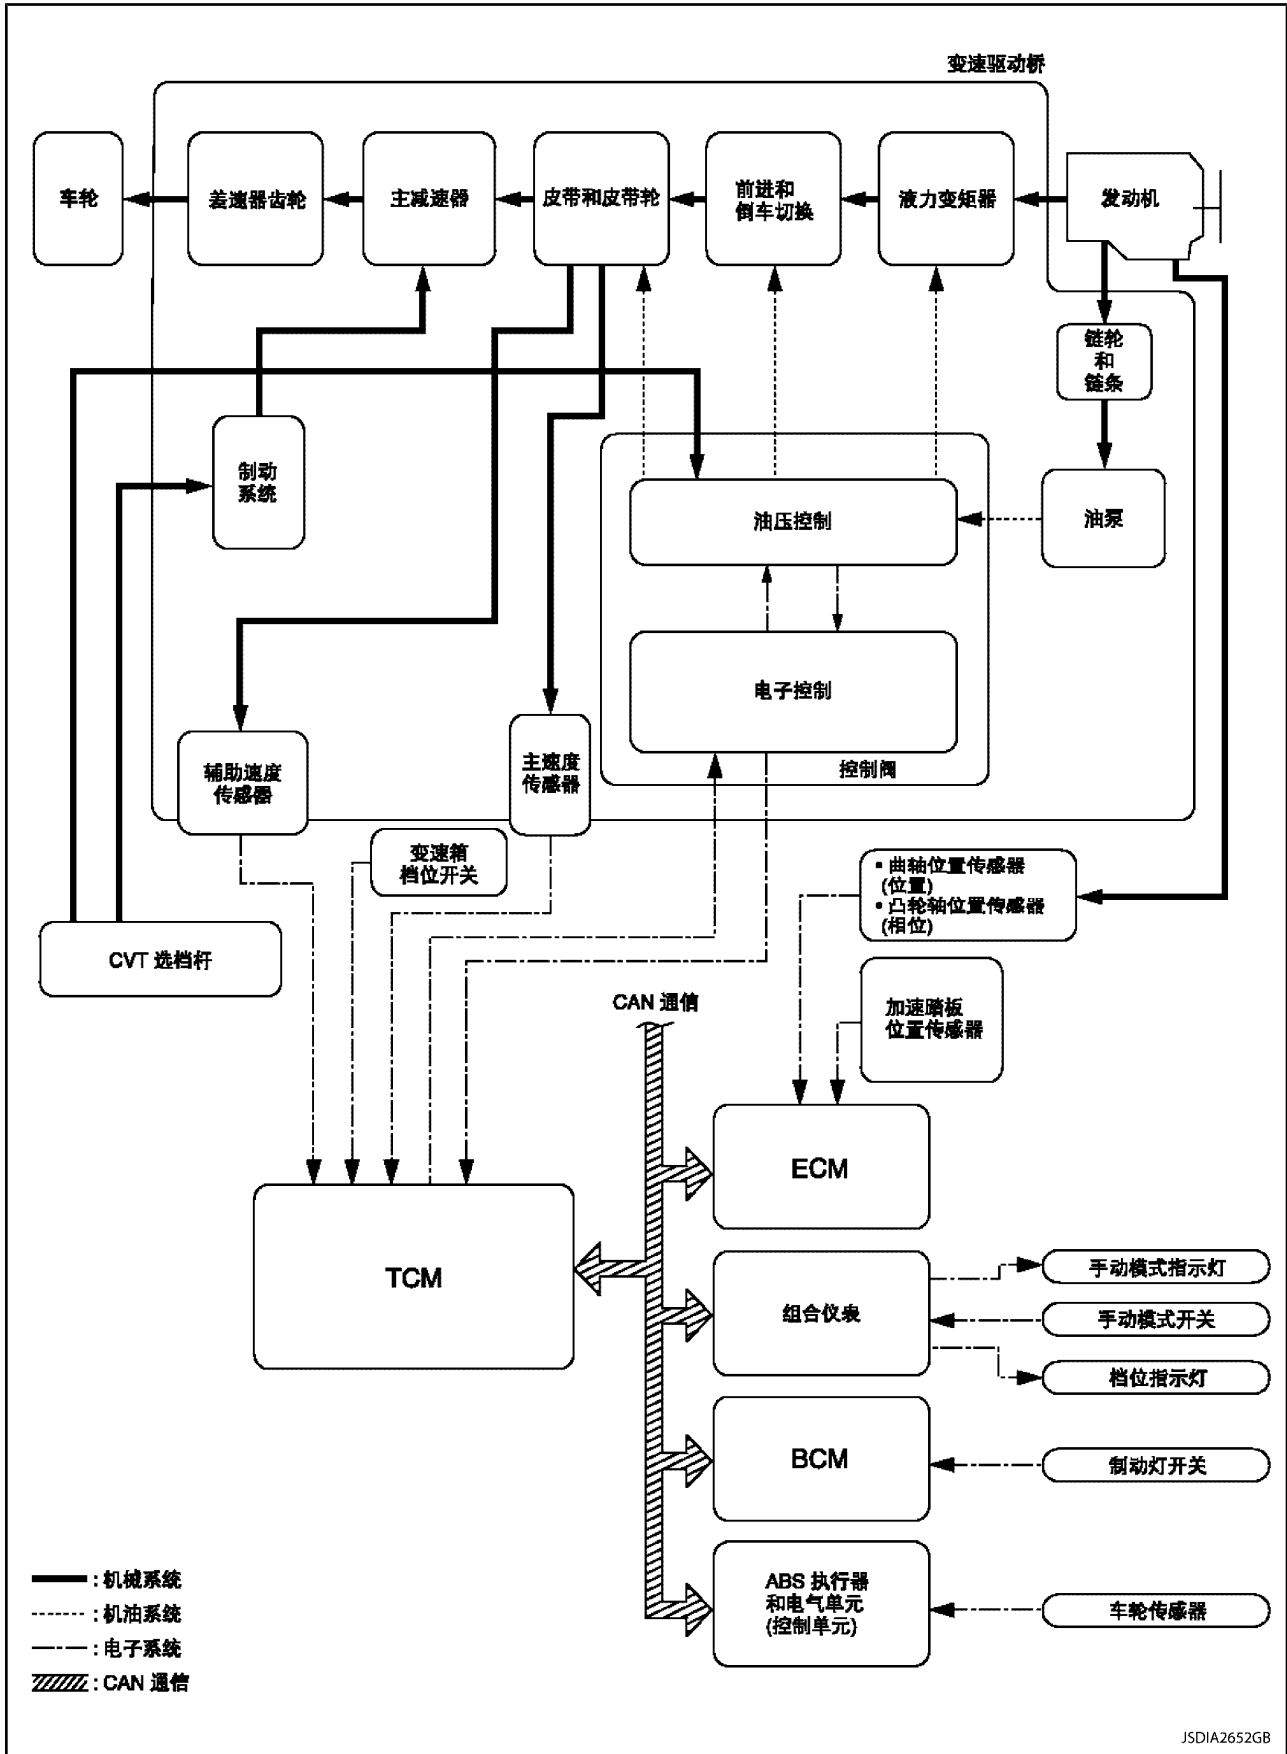 变速驱动桥
车轮
差速器齿轮
主减速器
皮带和皮带轮
前进和
倒车切换
液力变矩器
发动机
链轮
和
链条
制动
系统
油压控制
油泵
电子控制
控制阀
辅助速度
传感器
主速度
传感器
变速箱
档位开关
• 曲轴位置传感器
(位置)
• 凸轮轴位置传感器
(相位)
CVT 选档杆
CAN 通信
加速踏板
位置传感器
ECM
TCM
组合仪表
手动模式指示灯
手动模式开关
档位指示灯
BCM
制动灯开关
ABS 执行器
和电气单元
(控制单元)
车轮传感器
: 机械系统
: 机油系统
: 电子系统
: CAN 通信
JSDIA2652GB